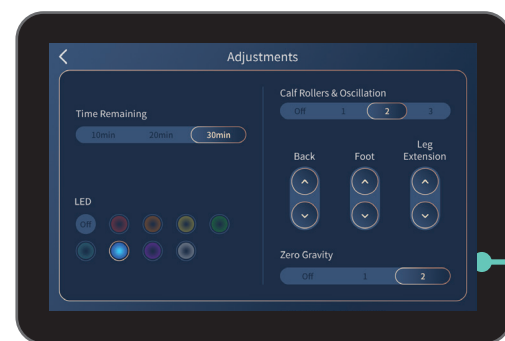 Adjustments
Time Remaining
10min 20min 30min
LED
Off
Calf Rollers & Oscillation
Off 1 2 3
Back Foot Leg Extension
Zero Gravity
Off 1 2